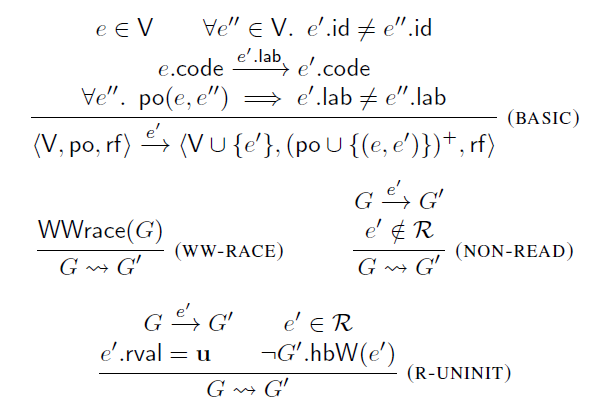 e ∈ V ∀e″ ∈ V. e′.id ≠ e″.id
e.code —e′.lab→ e′.code
∀e″. po(e, e″) ⟹ e′.lab ≠ e″.lab
(BASIC)
⟨V, po, rf⟩ —e′→ ⟨V ∪ {e′}, (po ∪ {(e, e′)})⁺, rf⟩
WWrace(G)
(WW-RACE)
G ⇝ G′
G —e′→ G′
e′ ∉ R
(NON-READ)
G ⇝ G′
G —e′→ G′ e′ ∈ R
e′.rval = u ¬G′.hbW(e′)
(R-UNINIT)
G ⇝ G′